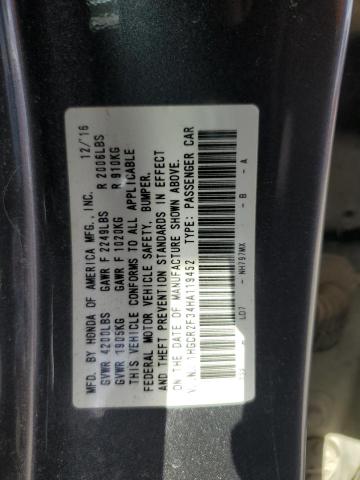 MFD. BY HONDA OF AMERICA MFG., INC. 12/16
GVWR 4200LBS GAWR F 2249LBS R 2006LBS
GVWR 1905KG GAWR F 1020KG R 910KG
THIS VEHICLE CONFORMS TO ALL APPLICABLE
FEDERAL MOTOR VEHICLE SAFETY, BUMPER,
AND THEFT PREVENTION STANDARDS IN EFFECT
ON THE DATE OF MANUFACTURE SHOWN ABOVE.
V.I.N. 1HGCR2F34HA119452 TYPE: PASSENGER CAR
LD7 - NH797MX - B - A